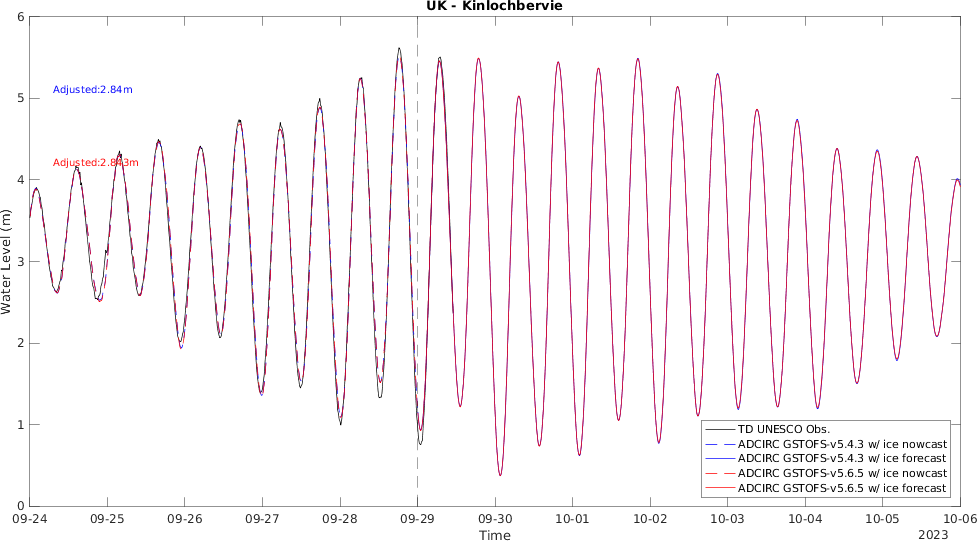 UK - Kinlochbervie
6
5
4
3
2
1
0
Water Level (m)
Adjusted:2.84m
Adjusted:2.843m
TD UNESCO Obs.
ADCIRC GSTOFS-v5.4.3 w/ ice nowcast
ADCIRC GSTOFS-v5.4.3 w/ ice forecast
ADCIRC GSTOFS-v5.6.5 w/ ice nowcast
ADCIRC GSTOFS-v5.6.5 w/ ice forecast
09-24 09-25 09-26 09-27 09-28 09-29 09-30 10-01 10-02 10-03 10-04 10-05 10-06
Time
2023